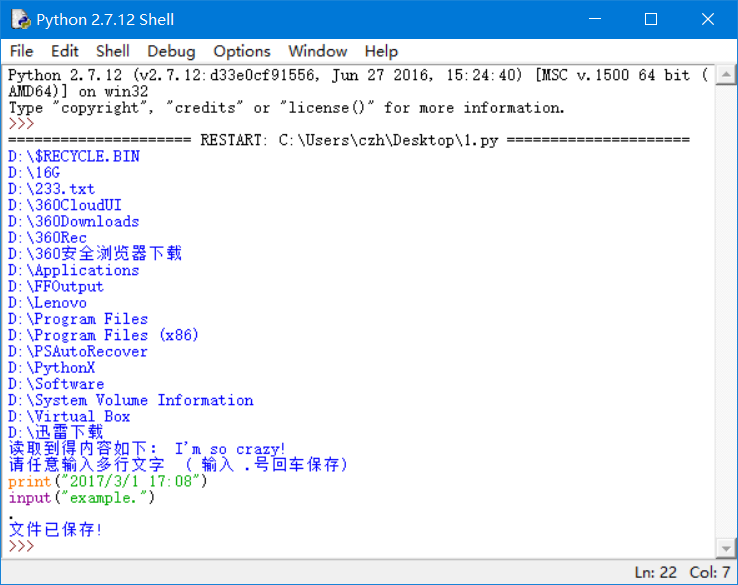 Python 2.7.12 Shell
File Edit Shell Debug Options Window Help
Python 2.7.12 (v2.7.12:d33e0cf91556, Jun 27 2016, 15:24:40) [MSC v.1500 64 bit (
AMD64)] on win32
Type "copyright", "credits" or "license()" for more information.
>>>
===================== RESTART: C:\Users\czh\Desktop\1.py =====================
D:\$RECYCLE.BIN
D:\16G
D:\233.txt
D:\360CloudUI
D:\360Downloads
D:\360Rec
D:\360安全浏览器下载
D:\Applications
D:\FFOutput
D:\Lenovo
D:\Program Files
D:\Program Files (x86)
D:\PSAutoRecover
D:\PythonX
D:\Software
D:\System Volume Information
D:\Virtual Box
D:\迅雷下载
读取到得内容如下: I'm so crazy!
请任意输入多行文字 ( 输入 .号回车保存)
print("2017/3/1 17:08")
input("example.")
.
文件已保存!
>>>
Ln: 22 Col: 7